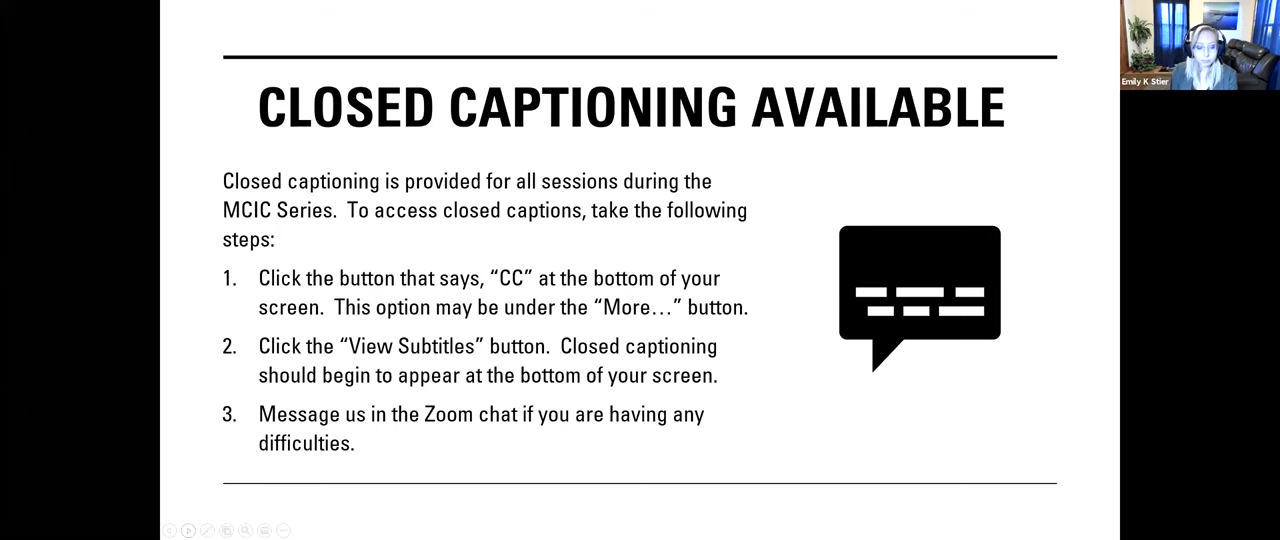 CLOSED CAPTIONING AVAILABLE
Closed captioning is provided for all sessions during the
MCIC Series.  To access closed captions, take the following
steps:
1. Click the button that says, “CC” at the bottom of your
screen.  This option may be under the “More…” button.
2. Click the “View Subtitles” button.  Closed captioning
should begin to appear at the bottom of your screen.
3. Message us in the Zoom chat if you are having any
difficulties.
Emily K Stier